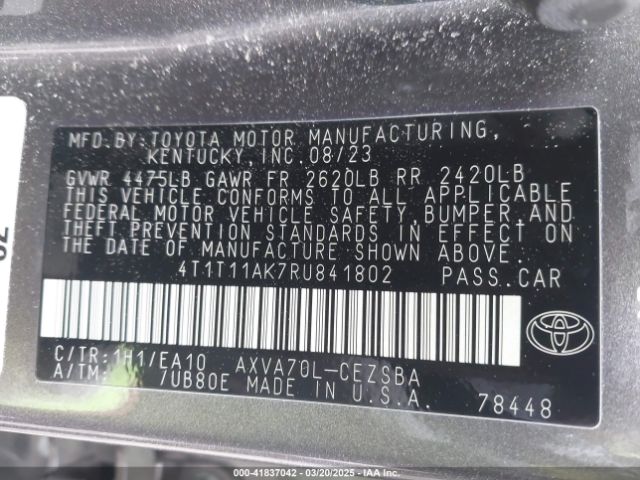 MFD.BY:TOYOTA MOTOR MANUFACTURING,
KENTUCKY,INC.08/23
GVWR 4475LB GAWR FR 2620LB RR 2420LB
THIS VEHICLE CONFORMS TO ALL APPLICABLE
FEDERAL MOTOR VEHICLE SAFETY,BUMPER,AND
THEFT PREVENTION STANDARDS IN EFFECT ON
THE DATE OF MANUFACTURE SHOWN ABOVE.
4T1T11AK7RU841802 PASS.CAR
C/TR:1H1/EA10 AXVA70L-CEZSBA
A/TM: /UB80E MADE IN U.S.A.
78448
000-41837042 / 03/20/2025 - IAA Inc.